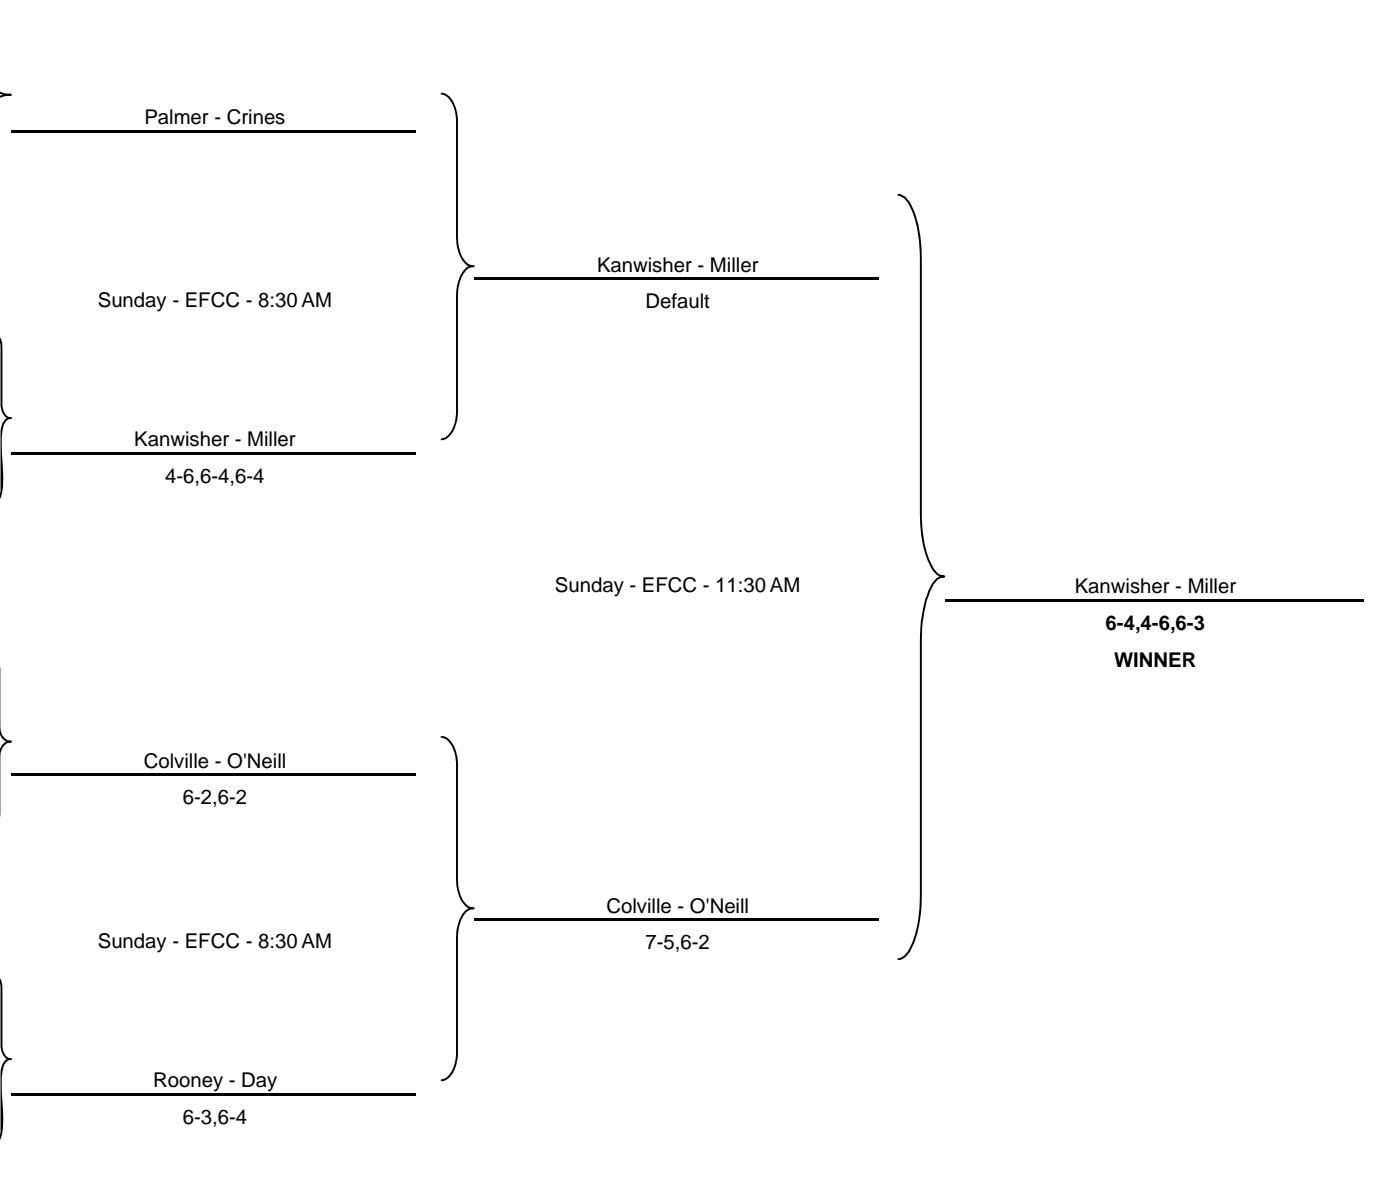 Palmer - Crines
Sunday - EFCC - 8:30 AM
Kanwisher - Miller
4-6,6-4,6-4
Colville - O'Neill
6-2,6-2
Sunday - EFCC - 8:30 AM
Rooney - Day
6-3,6-4
Kanwisher - Miller
Default
Sunday - EFCC - 11:30 AM
Colville - O'Neill
7-5,6-2
Kanwisher - Miller
6-4,4-6,6-3
WINNER